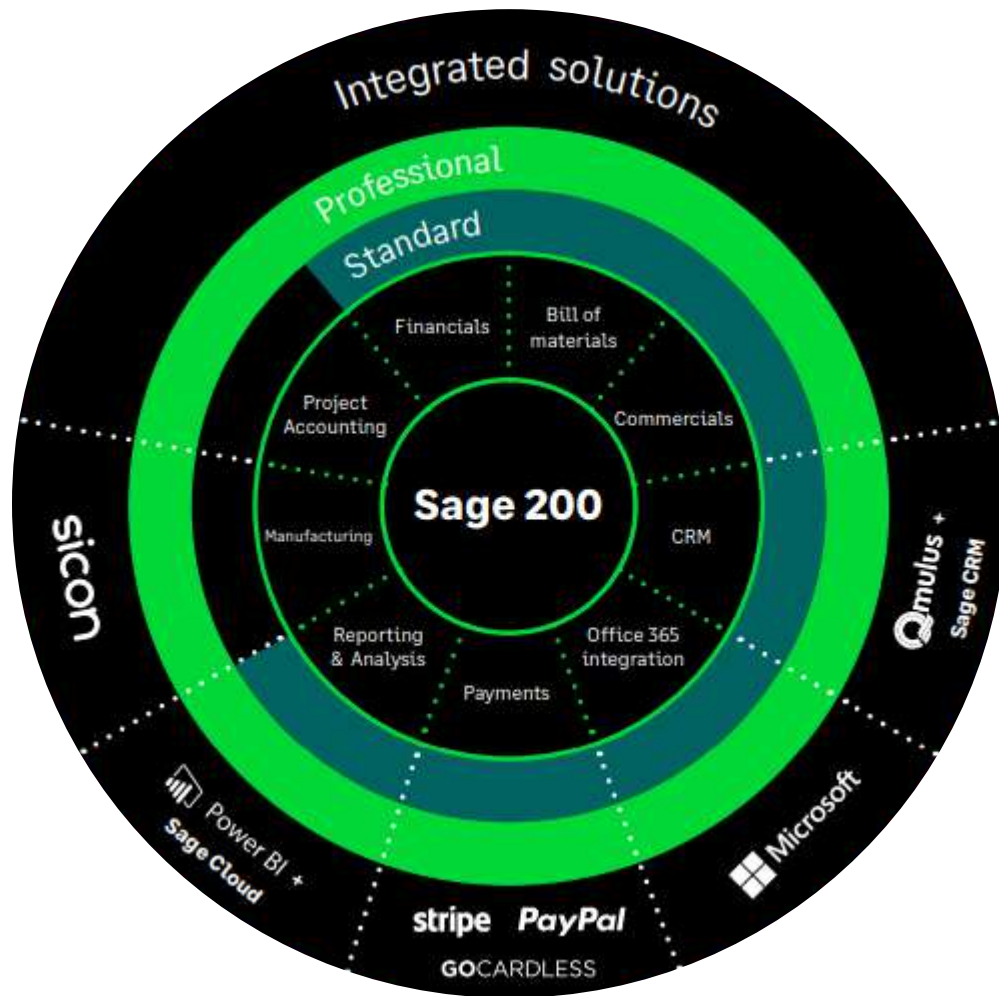 Integrated solutions
Professional
Standard
Financials
Bill of
materials
Project
Accounting
Commercials
Sage 200
Manufacturing
CRM
Reporting
& Analysis
Payments
Office 365
integration
sicon
Qmulus +
Sage CRM
Power BI +
Sage Cloud
stripe PayPal
GOCARDLESS
Microsoft